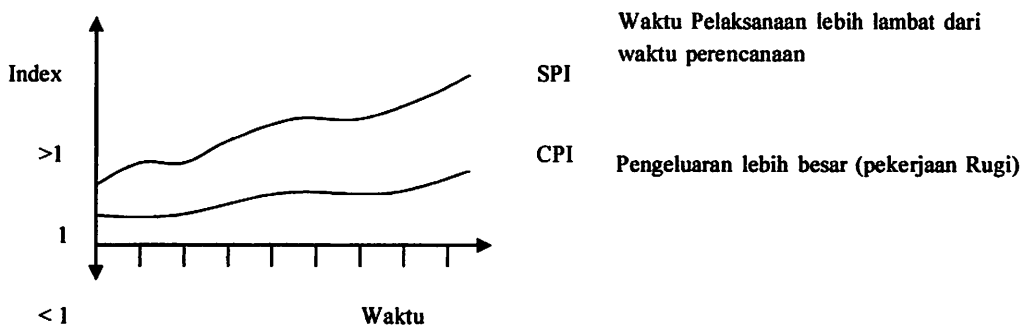 Waktu Pelaksanaan lebih lambat dari
waktu perencanaan
Index
SPI
>1
CPI
Pengeluaran lebih besar (pekerjaan Rugi)
1
< 1
Waktu